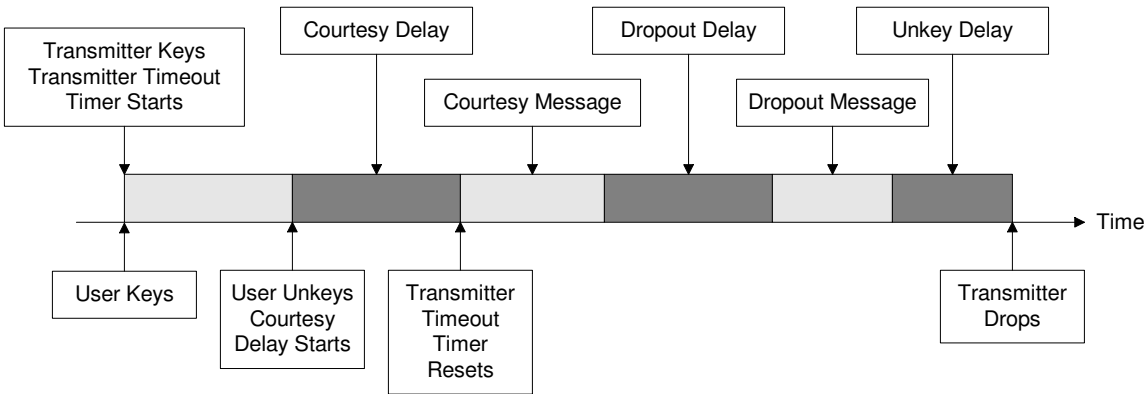 Transmitter Keys
Transmitter Timeout
Timer Starts
Courtesy Delay
Dropout Delay
Unkey Delay
Courtesy Message
Dropout Message
Time
User Keys
User Unkeys
Courtesy
Delay Starts
Transmitter
Timeout
Timer
Resets
Transmitter
Drops